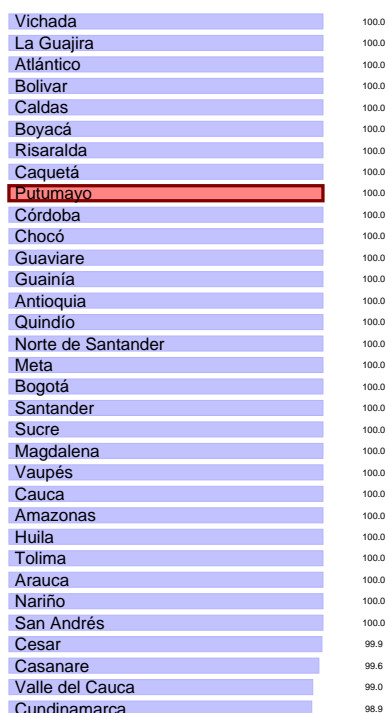 Vichada 100.0
La Guajira 100.0
Atlántico 100.0
Bolivar 100.0
Caldas 100.0
Boyacá 100.0
Risaralda 100.0
Caquetá 100.0
Putumayo 100.0
Córdoba 100.0
Chocó 100.0
Guaviare 100.0
Guainía 100.0
Antioquia 100.0
Quindío 100.0
Norte de Santander 100.0
Meta 100.0
Bogotá 100.0
Santander 100.0
Sucre 100.0
Magdalena 100.0
Vaupés 100.0
Cauca 100.0
Amazonas 100.0
Huila 100.0
Tolima 100.0
Arauca 100.0
Nariño 100.0
San Andrés 100.0
Cesar 99.9
Casanare 99.6
Valle del Cauca 99.0
Cundinamarca 98.9